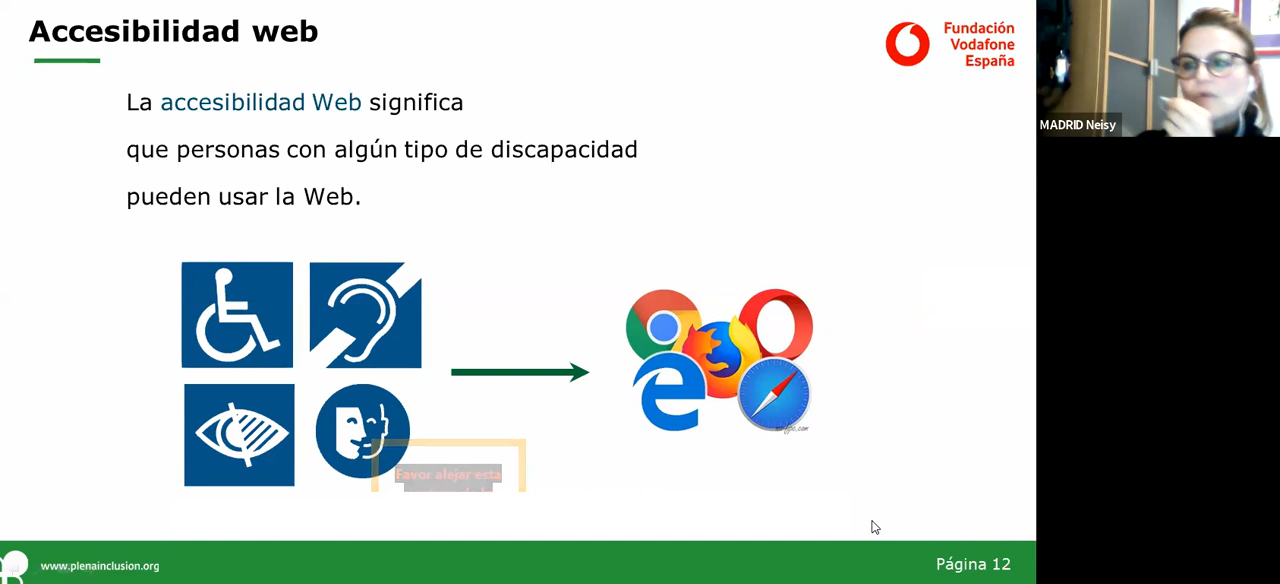 Accesibilidad web
Fundación
Vodafone
España
La accesibilidad Web significa
que personas con algún tipo de discapacidad
pueden usar la Web.
MADRID Neisy
Favor alejar esta
www.plenainclusion.org
Página 12